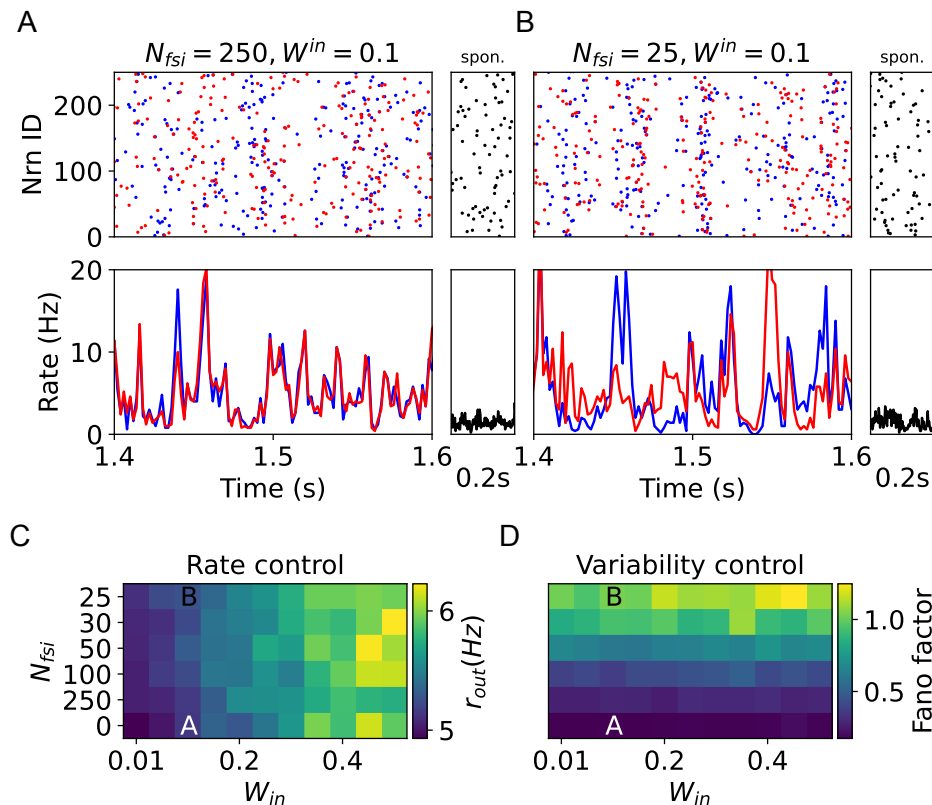 A
B
N_fsi = 250, W^in = 0.1
spon.
N_fsi = 25, W^in = 0.1
spon.
Nrn ID
200
100
0
Rate (Hz)
20
10
0
1.4
1.5
1.6
Time (s)
0.2s
1.4
1.5
1.6
Time (s)
0.2s
C
D
Rate control
Variability control
N_fsi
25
30
50
100
250
0
B
A
0.01
0.2
0.4
W_in
6
5
r_out(Hz)
B
A
0.01
0.2
0.4
W_in
1.0
0.5
Fano factor